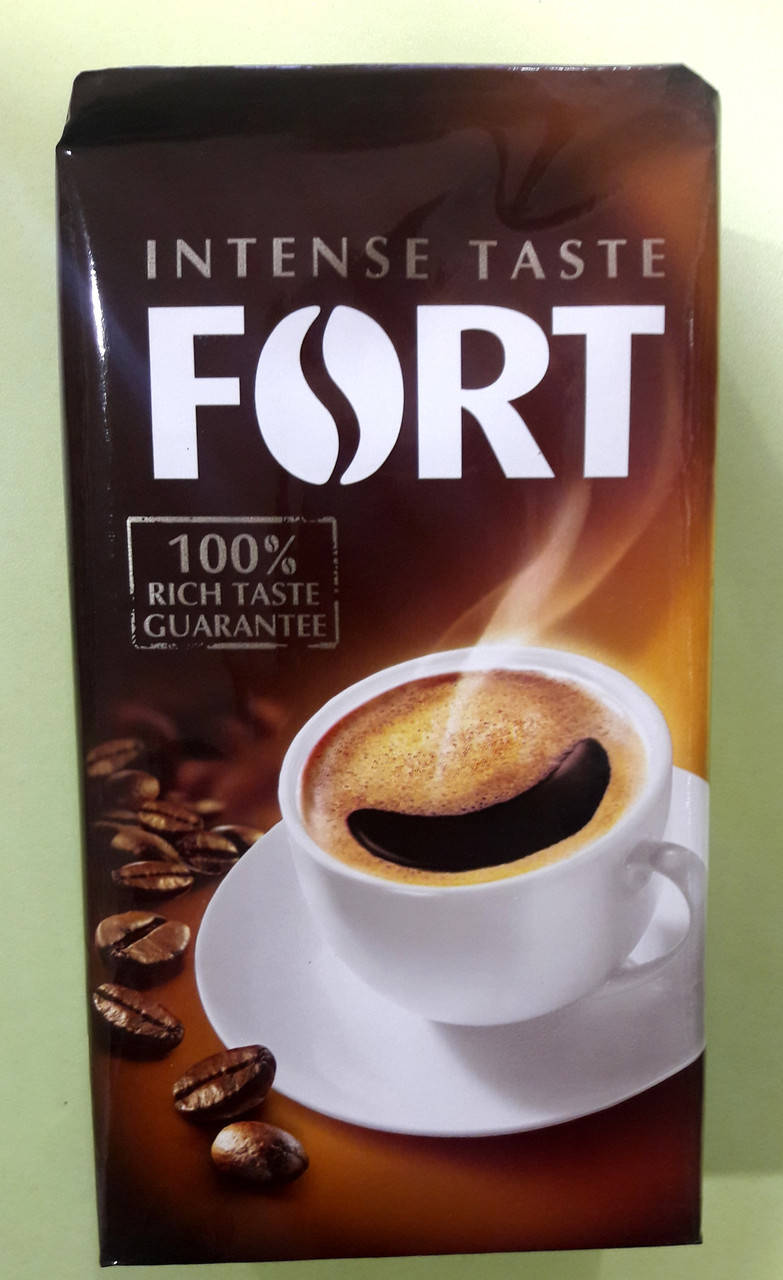 INTENSE TASTE
FORT
100%
RICH TASTE
GUARANTEE